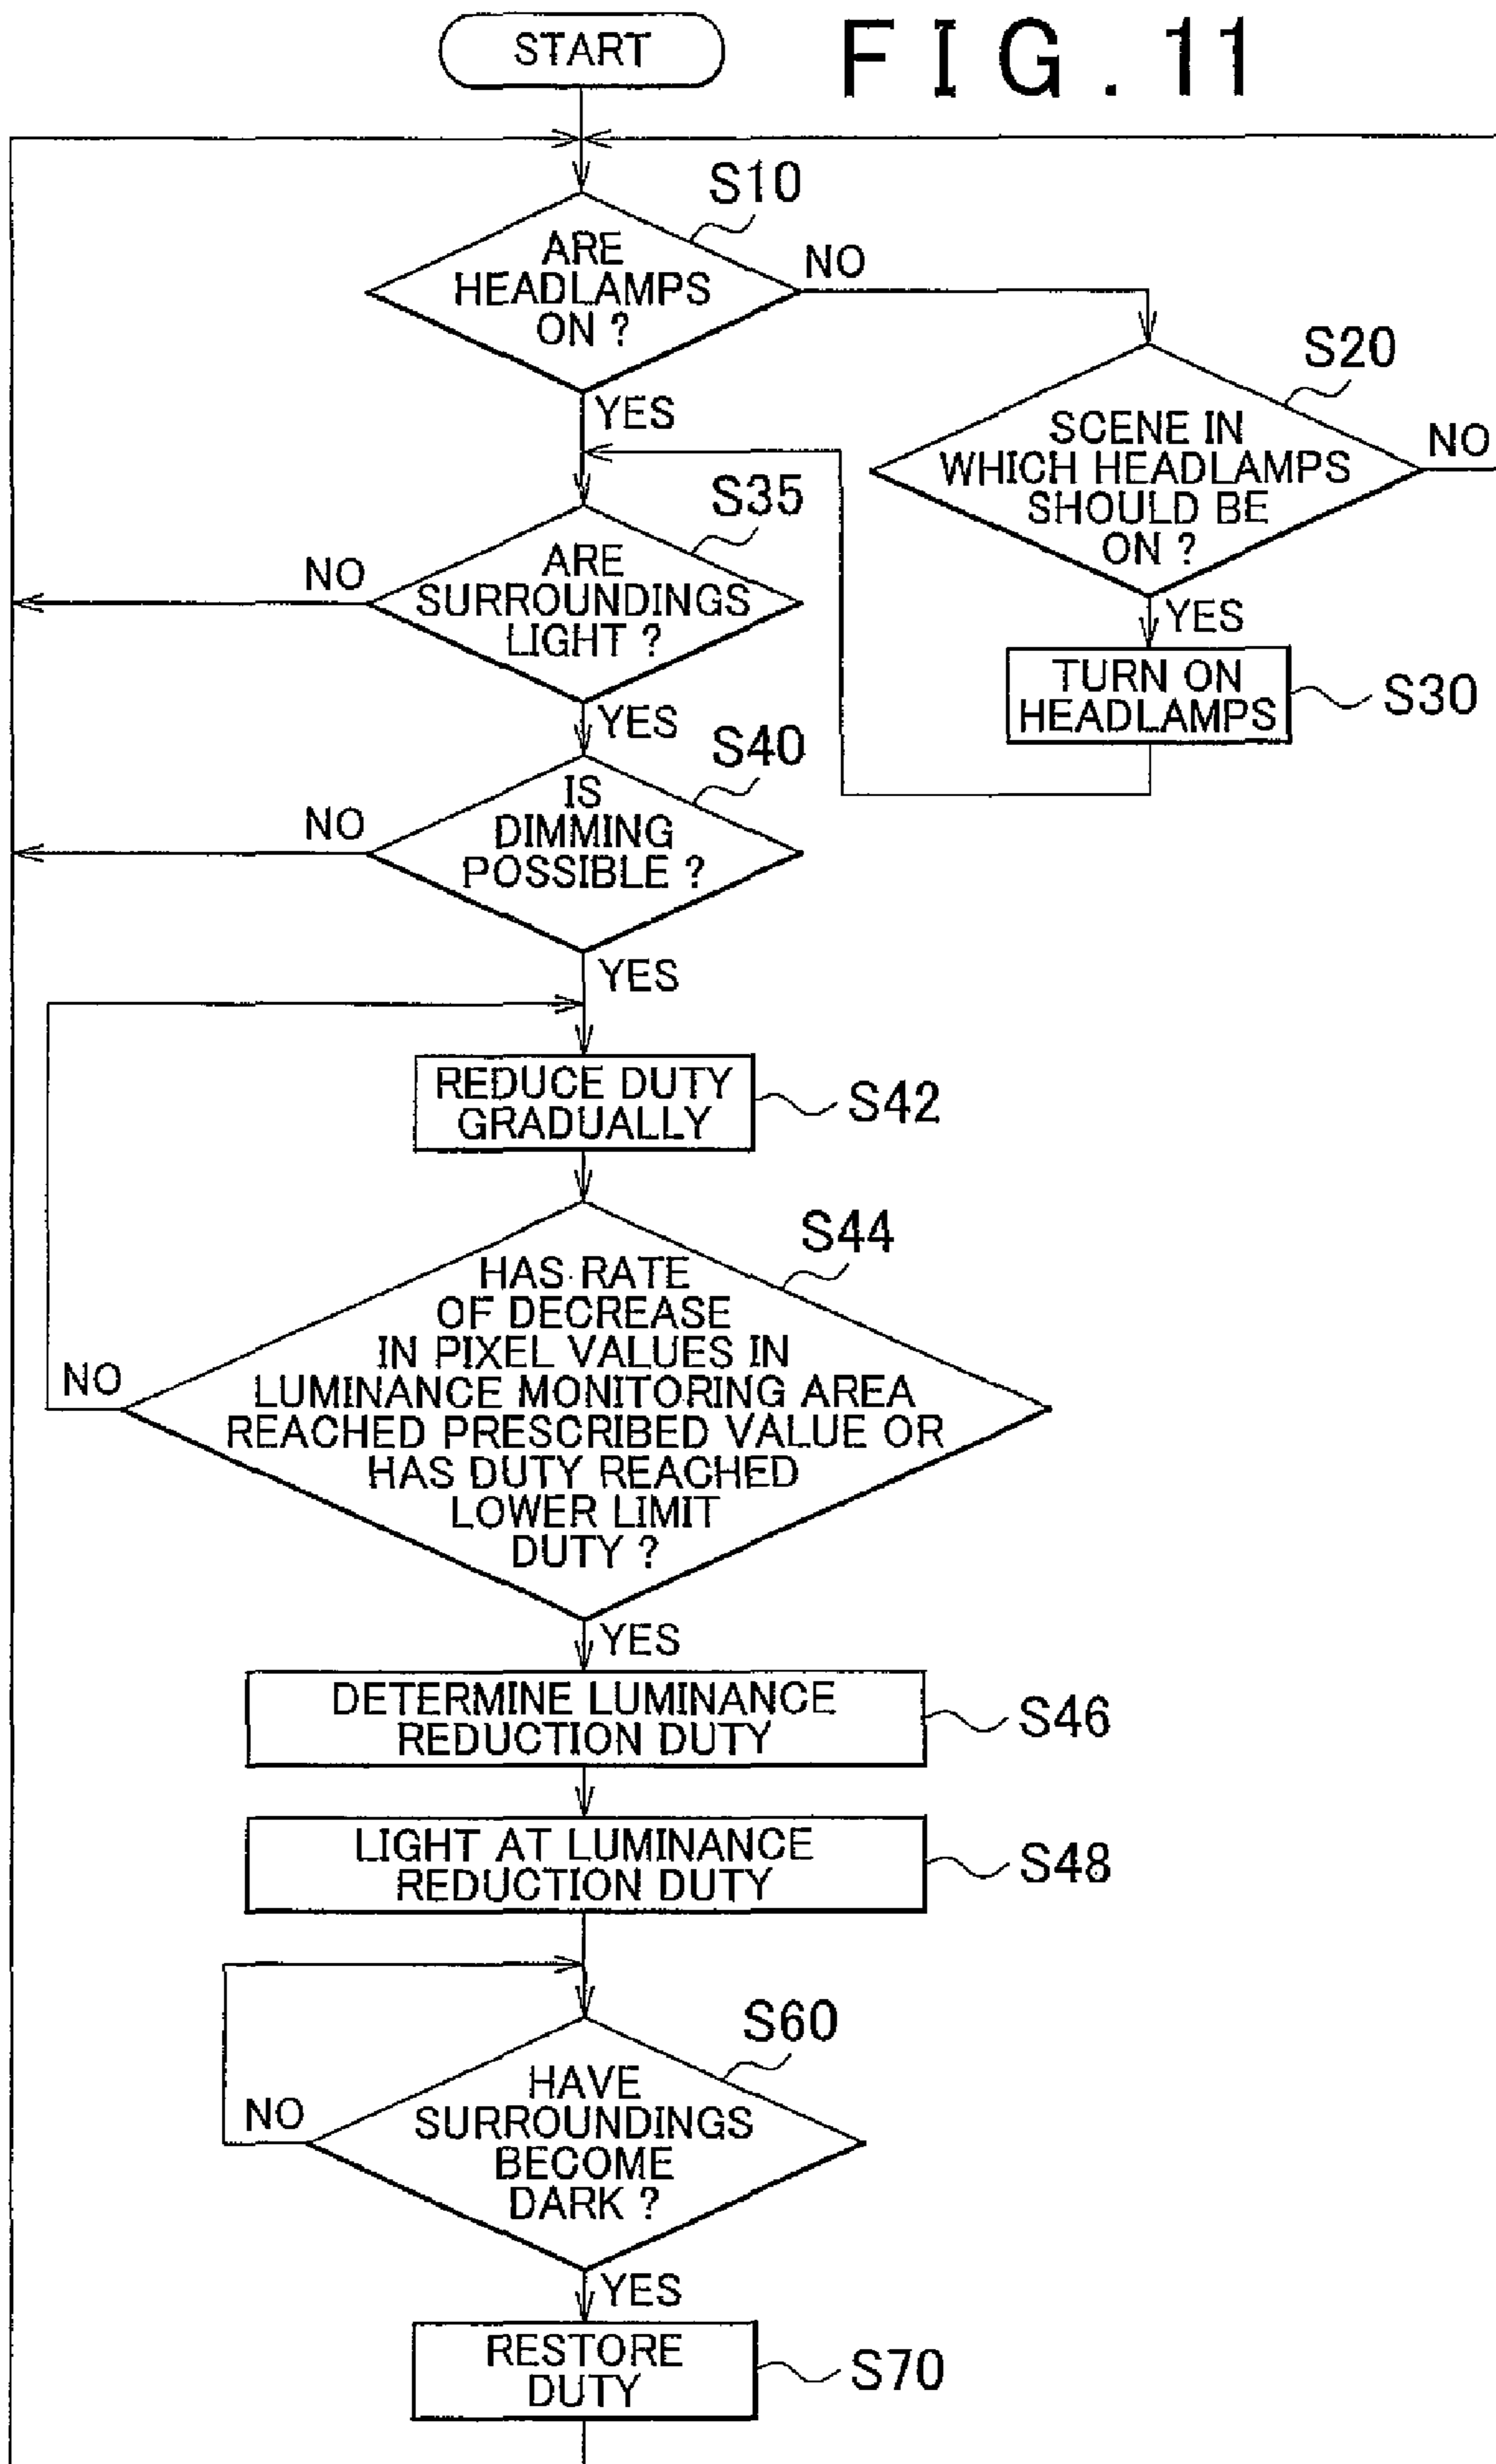 START
FIG.11
S10
ARE
HEADLAMPS
ON ?
NO
YES
S20
SCENE IN
WHICH HEADLAMPS
SHOULD BE
ON ?
NO
YES
TURN ON
HEADLAMPS
S30
S35
ARE
SURROUNDINGS
LIGHT ?
NO
YES
S40
IS
DIMMING
POSSIBLE ?
NO
YES
REDUCE DUTY
GRADUALLY
S42
S44
HAS RATE
OF DECREASE
IN PIXEL VALUES IN
LUMINANCE MONITORING AREA
REACHED PRESCRIBED VALUE OR
HAS DUTY REACHED
LOWER LIMIT
DUTY ?
NO
YES
DETERMINE LUMINANCE
REDUCTION DUTY
S46
LIGHT AT LUMINANCE
REDUCTION DUTY
S48
S60
HAVE
SURROUNDINGS
BECOME
DARK ?
NO
YES
RESTORE
DUTY
S70